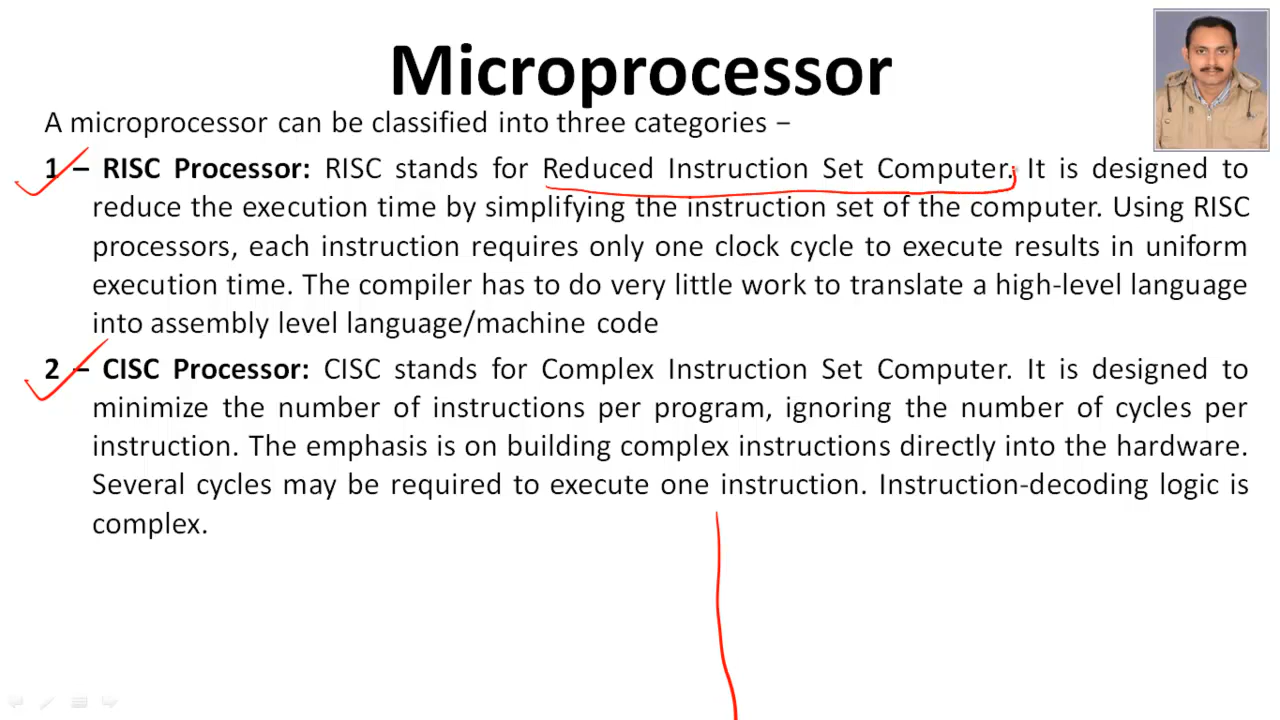 Microprocessor
A microprocessor can be classified into three categories –
1 – RISC Processor: RISC stands for Reduced Instruction Set Computer. It is designed to
reduce the execution time by simplifying the instruction set of the computer. Using RISC
processors, each instruction requires only one clock cycle to execute results in uniform
execution time. The compiler has to do very little work to translate a high-level language
into assembly level language/machine code
2 – CISC Processor: CISC stands for Complex Instruction Set Computer. It is designed to
minimize the number of instructions per program, ignoring the number of cycles per
instruction. The emphasis is on building complex instructions directly into the hardware.
Several cycles may be required to execute one instruction. Instruction-decoding logic is
complex.